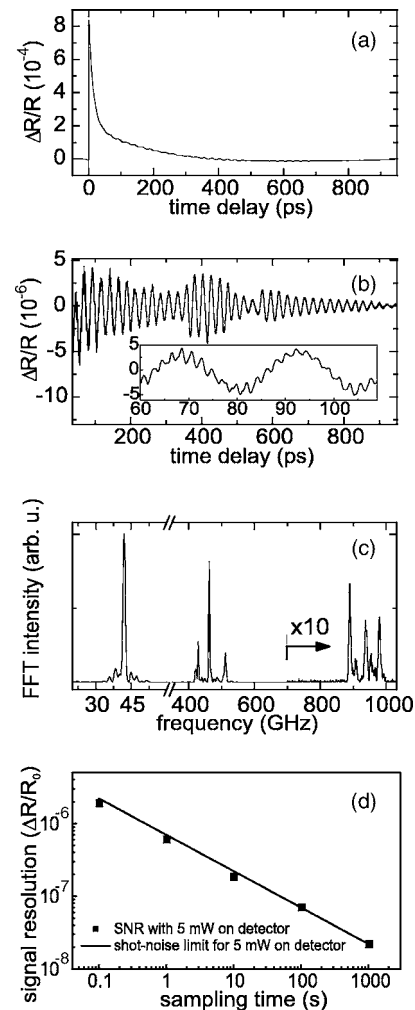 (a)
ΔR/R (10⁻⁴)
8
6
4
2
0
0 200 400 600 800
time delay (ps)
(b)
ΔR/R (10⁻⁶)
5
0
-5
-10
5
0
-5
60 70 80 90 100
200 400 600 800
time delay (ps)
(c)
FFT intensity (arb. u.)
x10
30 45 400 600 800 1000
frequency (GHz)
(d)
signal resolution (ΔR/R₀)
10⁻⁶
10⁻⁷
10⁻⁸
SNR with 5 mW on detector
shot-noise limit for 5 mW on detector
0.1 1 10 100 1000
sampling time (s)